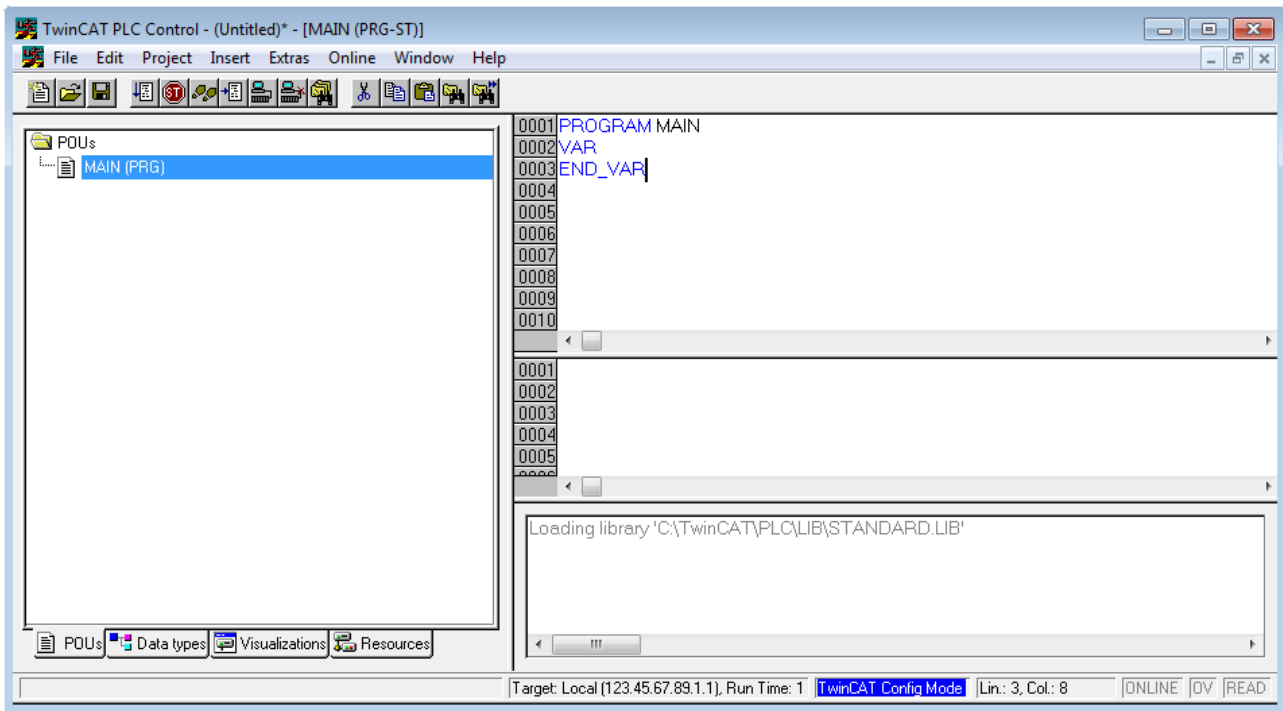 TwinCAT PLC Control - (Untitled)* - [MAIN (PRG-ST)]
File Edit Project Insert Extras Online Window Help
POUs
MAIN (PRG)
0001 PROGRAM MAIN
0002 VAR
0003 END_VAR
0004
0005
0006
0007
0008
0009
0010
0001
0002
0003
0004
0005
Loading library 'C:\TwinCAT\PLC\LIB\STANDARD.LIB'
POUs Data types Visualizations Resources
Target: Local (123.45.67.89.1.1), Run Time: 1 TwinCAT Config Mode Lin.: 3, Col.: 8 ONLINE OV READ